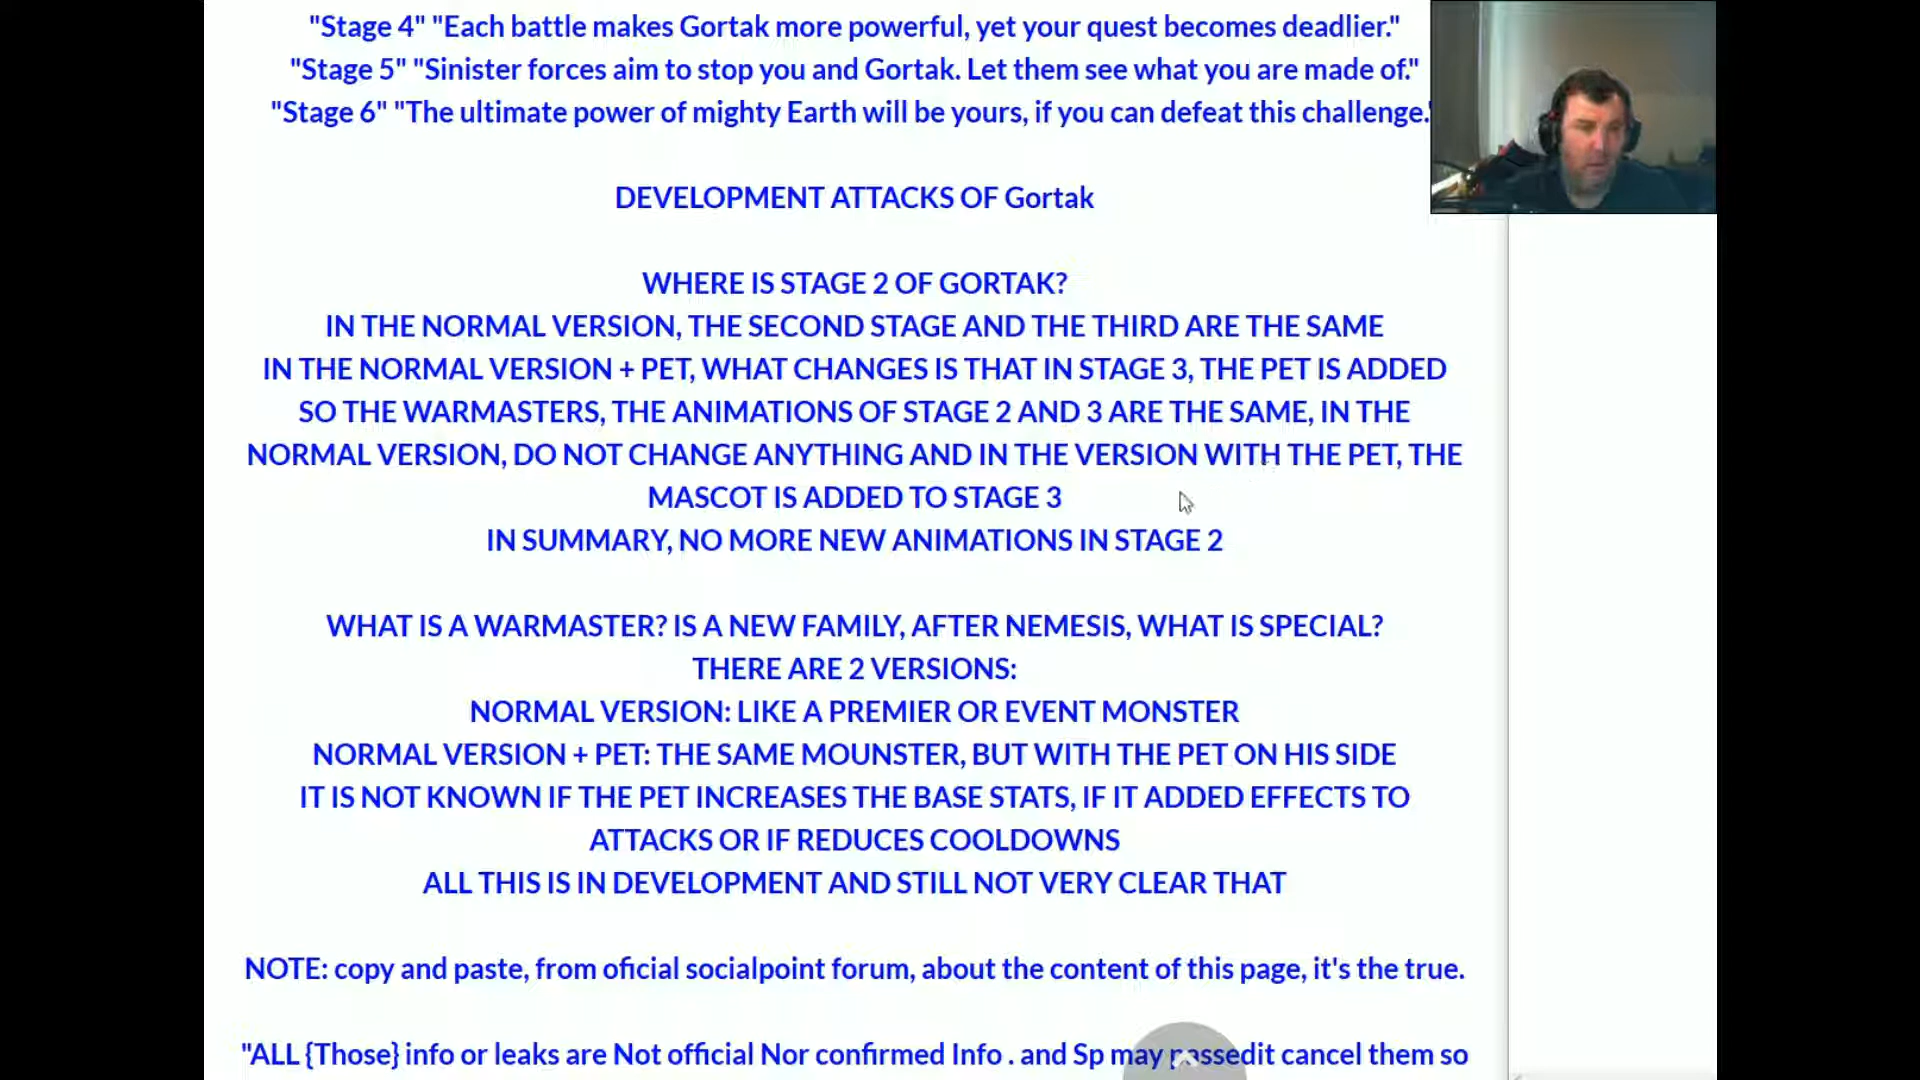 "Stage 4" "Each battle makes Gortak more powerful, yet your quest becomes deadlier."
"Stage 5" "Sinister forces aim to stop you and Gortak. Let them see what you are made of."
"Stage 6" "The ultimate power of mighty Earth will be yours, if you can defeat this challenge."
DEVELOPMENT ATTACKS OF Gortak
WHERE IS STAGE 2 OF GORTAK?
IN THE NORMAL VERSION, THE SECOND STAGE AND THE THIRD ARE THE SAME
IN THE NORMAL VERSION + PET, WHAT CHANGES IS THAT IN STAGE 3, THE PET IS ADDED
SO THE WARMASTERS, THE ANIMATIONS OF STAGE 2 AND 3 ARE THE SAME, IN THE
NORMAL VERSION, DO NOT CHANGE ANYTHING AND IN THE VERSION WITH THE PET, THE
MASCOT IS ADDED TO STAGE 3
IN SUMMARY, NO MORE NEW ANIMATIONS IN STAGE 2
WHAT IS A WARMASTER? IS A NEW FAMILY, AFTER NEMESIS, WHAT IS SPECIAL?
THERE ARE 2 VERSIONS:
NORMAL VERSION: LIKE A PREMIER OR EVENT MONSTER
NORMAL VERSION + PET: THE SAME MOUNSTER, BUT WITH THE PET ON HIS SIDE
IT IS NOT KNOWN IF THE PET INCREASES THE BASE STATS, IF IT ADDED EFFECTS TO
ATTACKS OR IF REDUCES COOLDOWNS
ALL THIS IS IN DEVELOPMENT AND STILL NOT VERY CLEAR THAT
NOTE: copy and paste, from oficial socialpoint forum, about the content of this page, it's the true.
"ALL {Those} info or leaks are Not official Nor confirmed Info . and Sp may passedit cancel them so